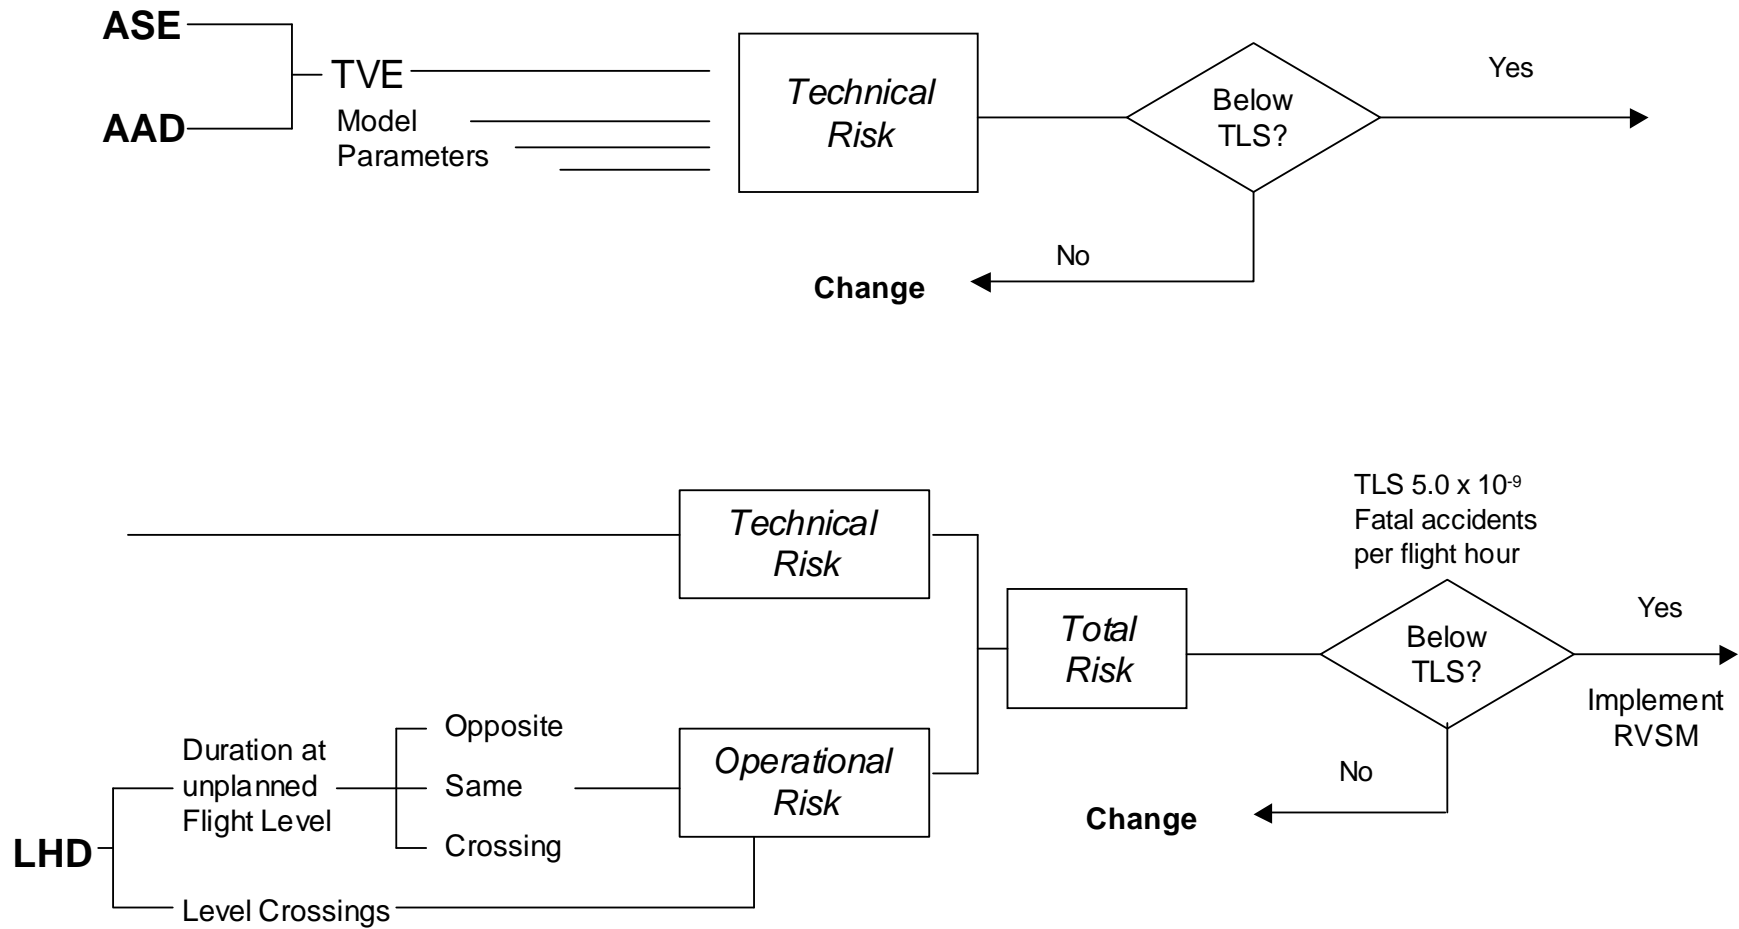 ASE
AAD
TVE
Model
Parameters
Technical
Risk
Below
TLS?
Yes
No
Change
TLS 5.0 x 10⁻⁹
Fatal accidents
per flight hour
Technical
Risk
Total
Risk
Below
TLS?
Yes
Implement
RVSM
No
Change
Operational
Risk
Opposite
Same
Crossing
Duration at
unplanned
Flight Level
LHD
Level Crossings